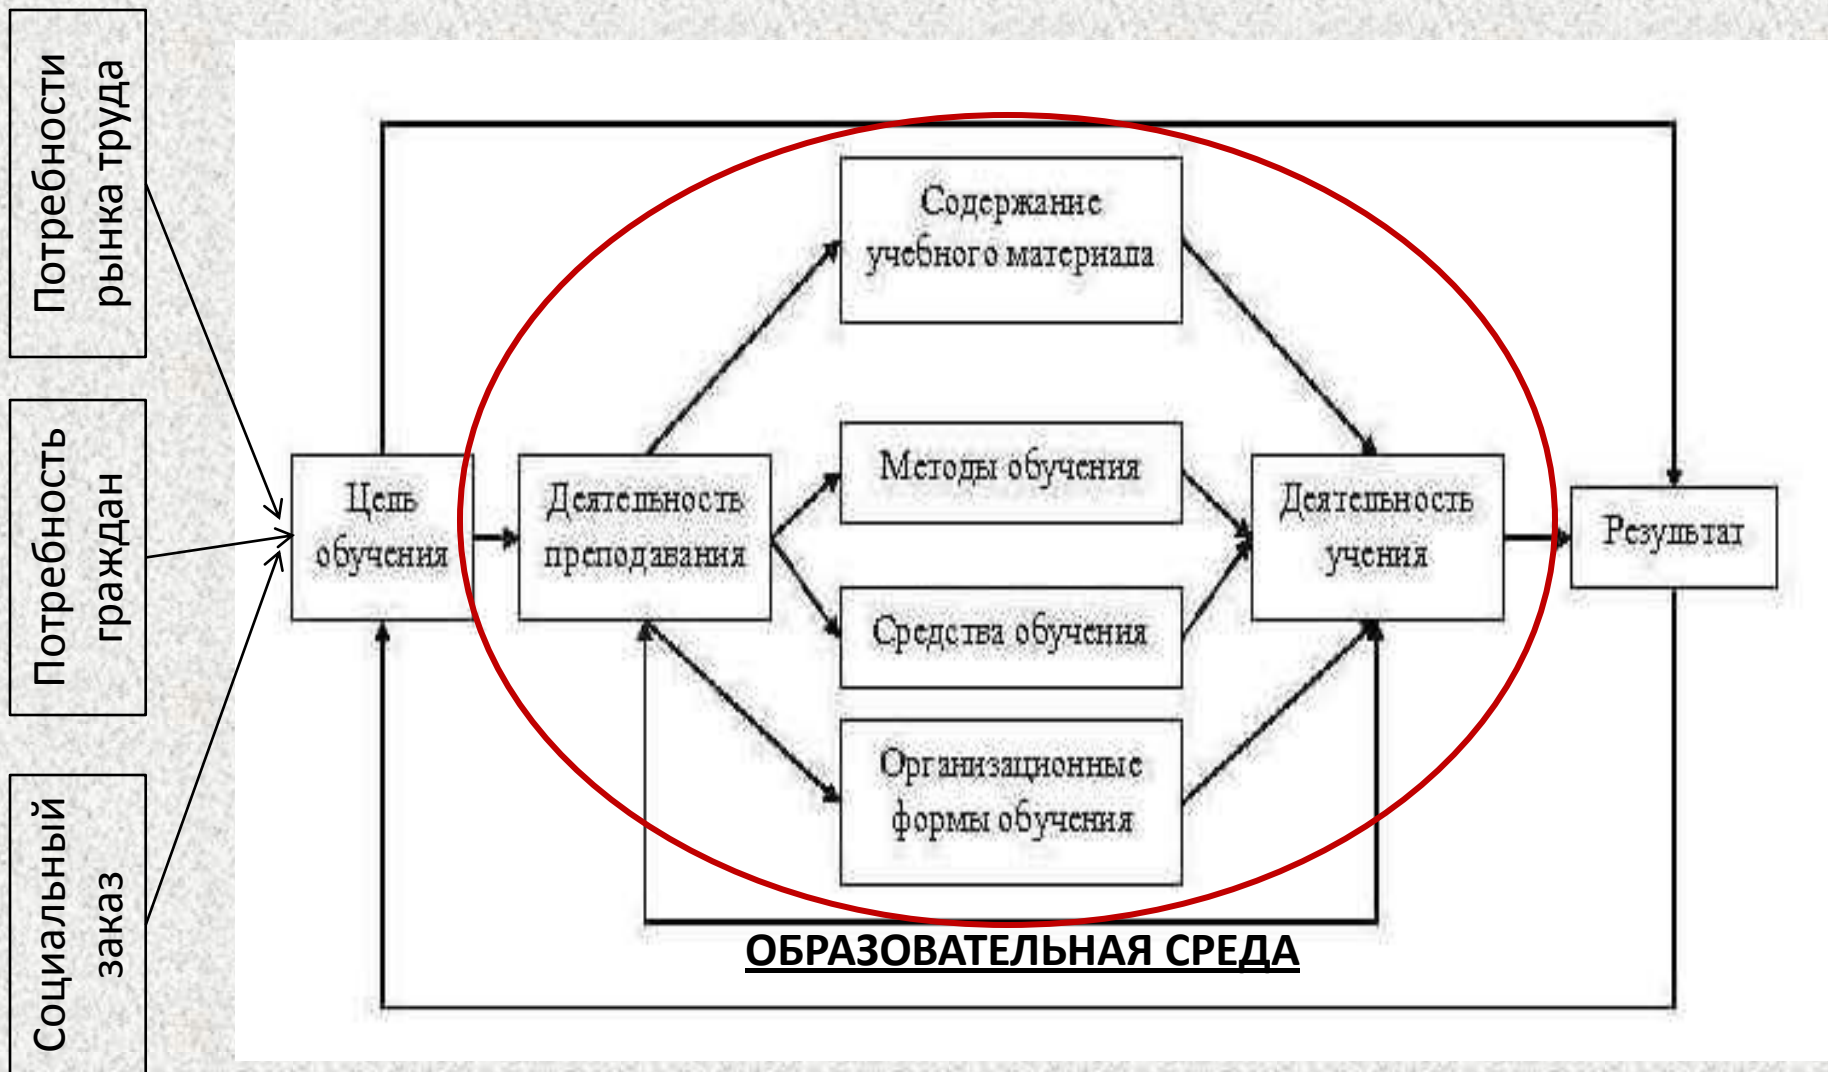 Потребности
рынка труда
Потребность
граждан
Социальный
заказ
Цель
обучения
Деятельность
преподавания
Содержание
учебного материала
Методы обучения
Средства обучения
Организационные
формы обучения
Деятельность
учения
Результат
ОБРАЗОВАТЕЛЬНАЯ СРЕДА